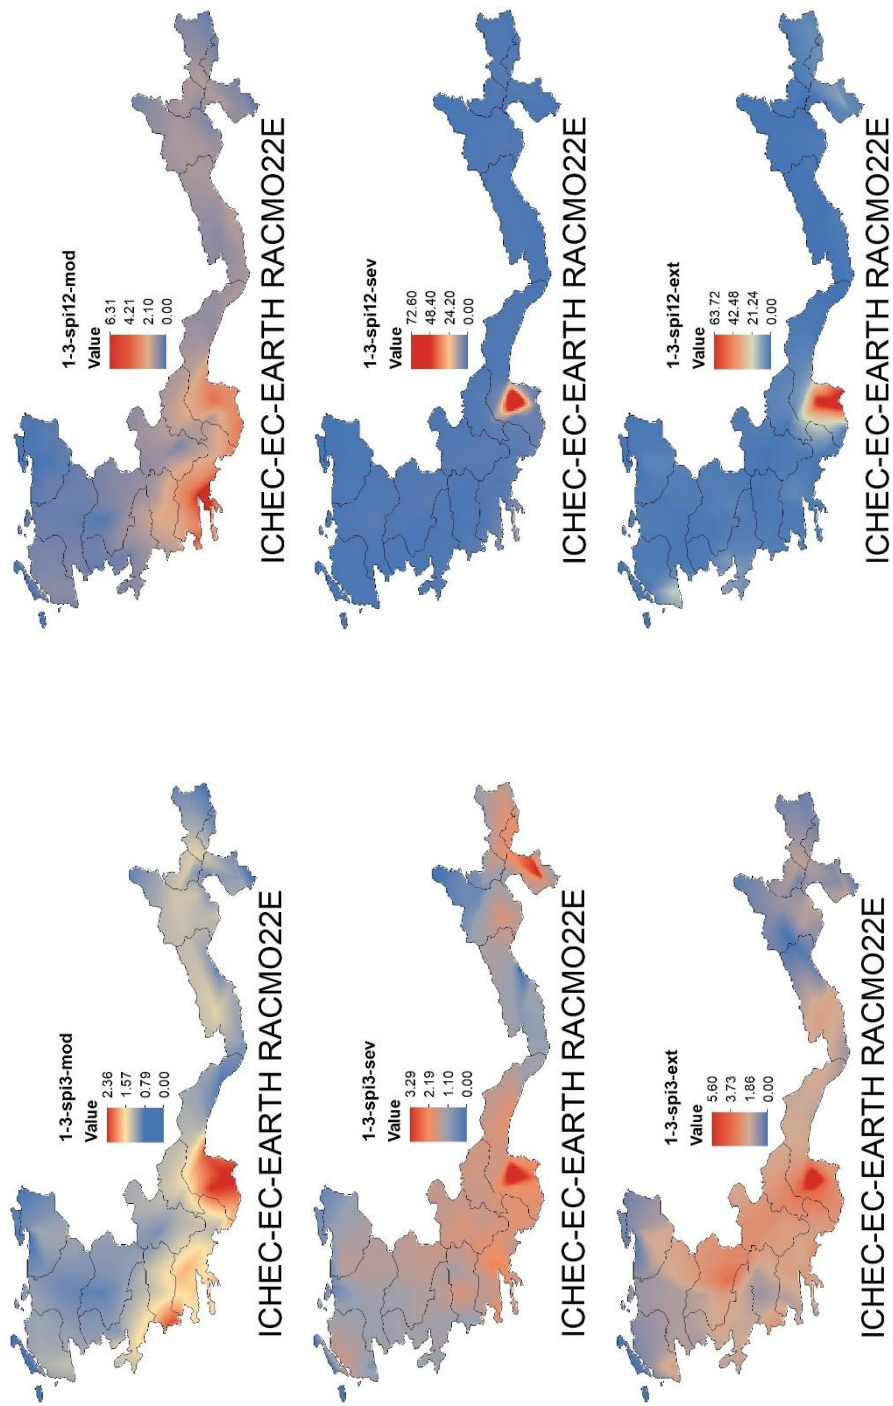 1-3-spi3-mod
Value
2.36
1.57
0.79
0.00
ICHEC-EC-EARTH RACMO22E
1-3-spi12-mod
Value
6.31
4.21
2.10
0.00
ICHEC-EC-EARTH RACMO22E
1-3-spi3-sev
Value
3.29
2.19
1.10
0.00
ICHEC-EC-EARTH RACMO22E
1-3-spi12-sev
Value
72.60
48.40
24.20
0.00
ICHEC-EC-EARTH RACMO22E
1-3-spi3-ext
Value
5.60
3.73
1.86
0.00
ICHEC-EC-EARTH RACMO22E
1-3-spi12-ext
Value
63.72
42.48
21.24
0.00
ICHEC-EC-EARTH RACMO22E